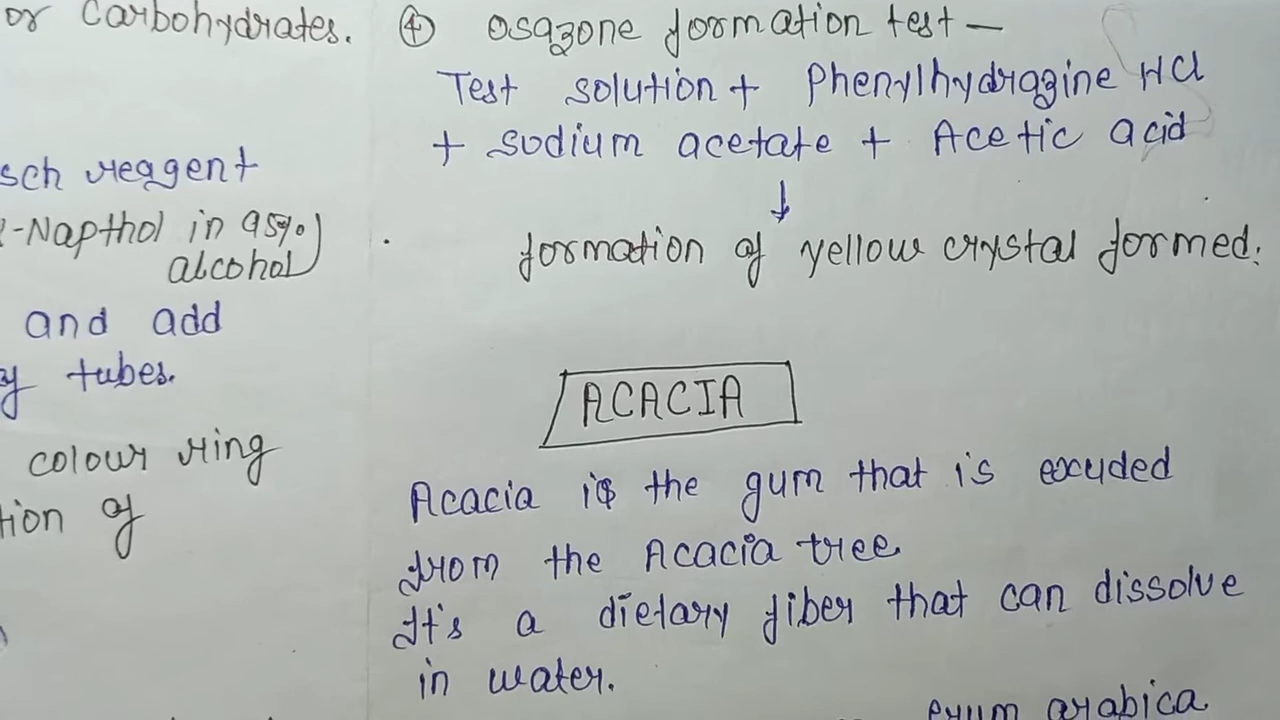 or Carbohydrates.
sch reagent
-Napthol in 95%
alcohol)
and add
y tubes.
colour ring
tion of
④ osazone formation test —
Test solution + Phenylhydrazine HCl
+ Sodium acetate + Acetic acid
↓
formation of yellow crystal formed.
ACACIA
Acacia is the gum that is excuded
from the Acacia tree
It's a dietary fiber that can dissolve
in water.
arabica